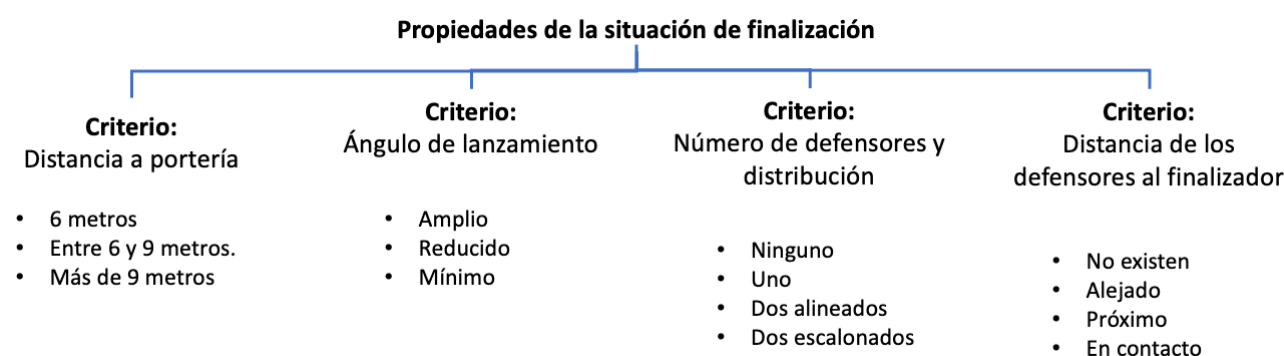 Propiedades de la situación de finalización
Criterio:
Distancia a portería
• 6 metros
• Entre 6 y 9 metros.
• Más de 9 metros
Criterio:
Ángulo de lanzamiento
• Amplio
• Reducido
• Mínimo
Criterio:
Número de defensores y
distribución
• Ninguno
• Uno
• Dos alineados
• Dos escalonados
Criterio:
Distancia de los
defensores al finalizador
• No existen
• Alejado
• Próximo
• En contacto